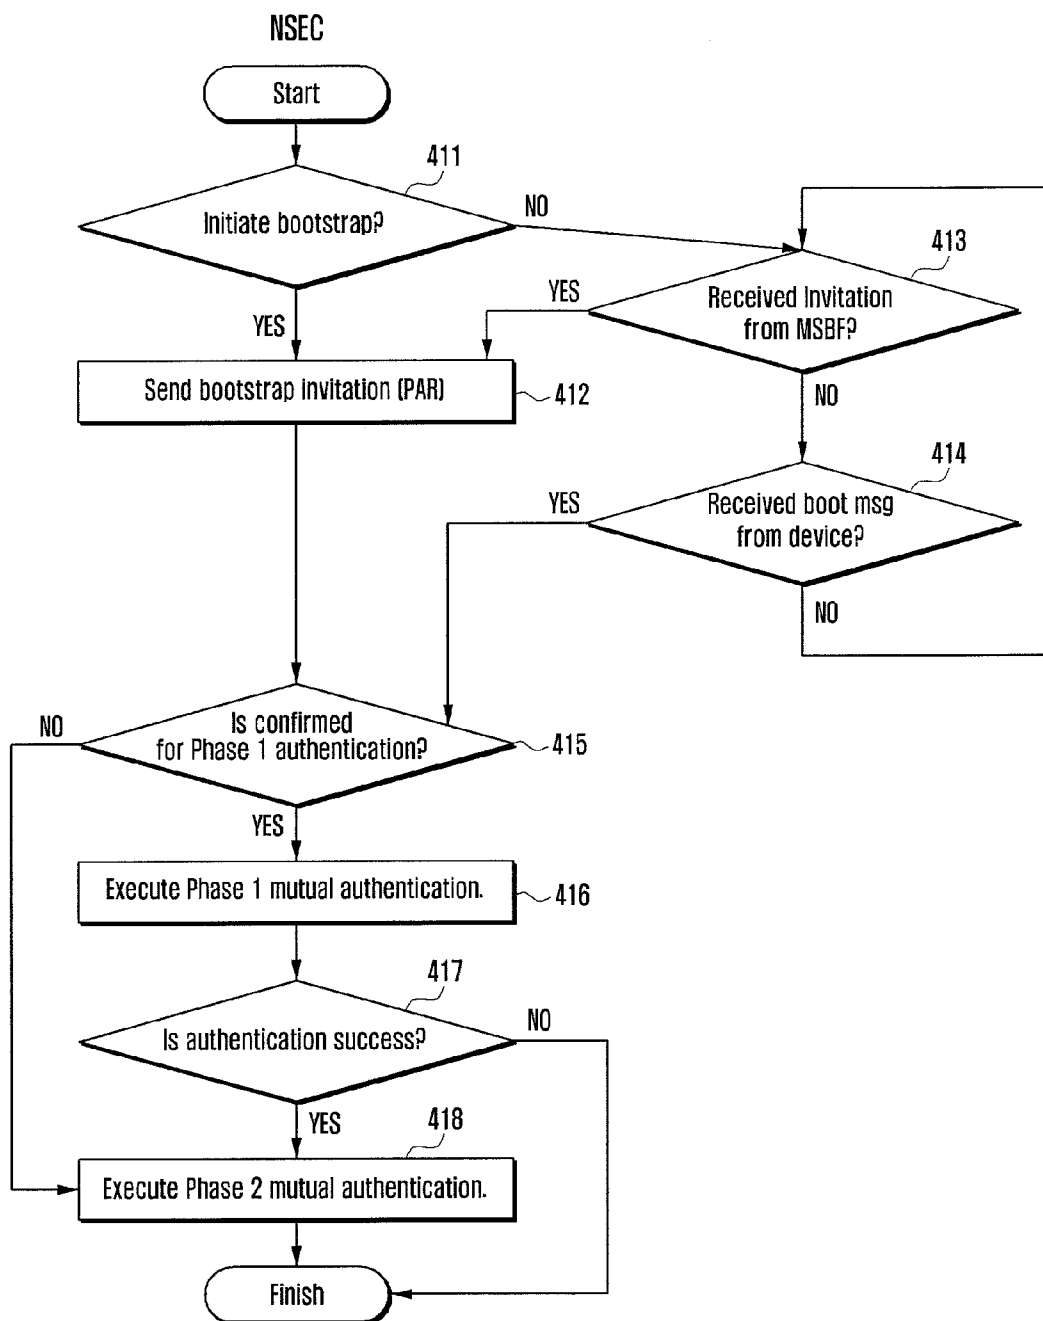 NSEC
Start
411
Initiate bootstrap?
NO
413
YES
Received Invitation
from MSBF?
YES
Send bootstrap invitation (PAR)
412
NO
414
YES
Received boot msg
from device?
NO
NO
Is confirmed
for Phase 1 authentication?
415
YES
Execute Phase 1 mutual authentication.
416
417
NO
Is authentication success?
YES
418
Execute Phase 2 mutual authentication.
Finish